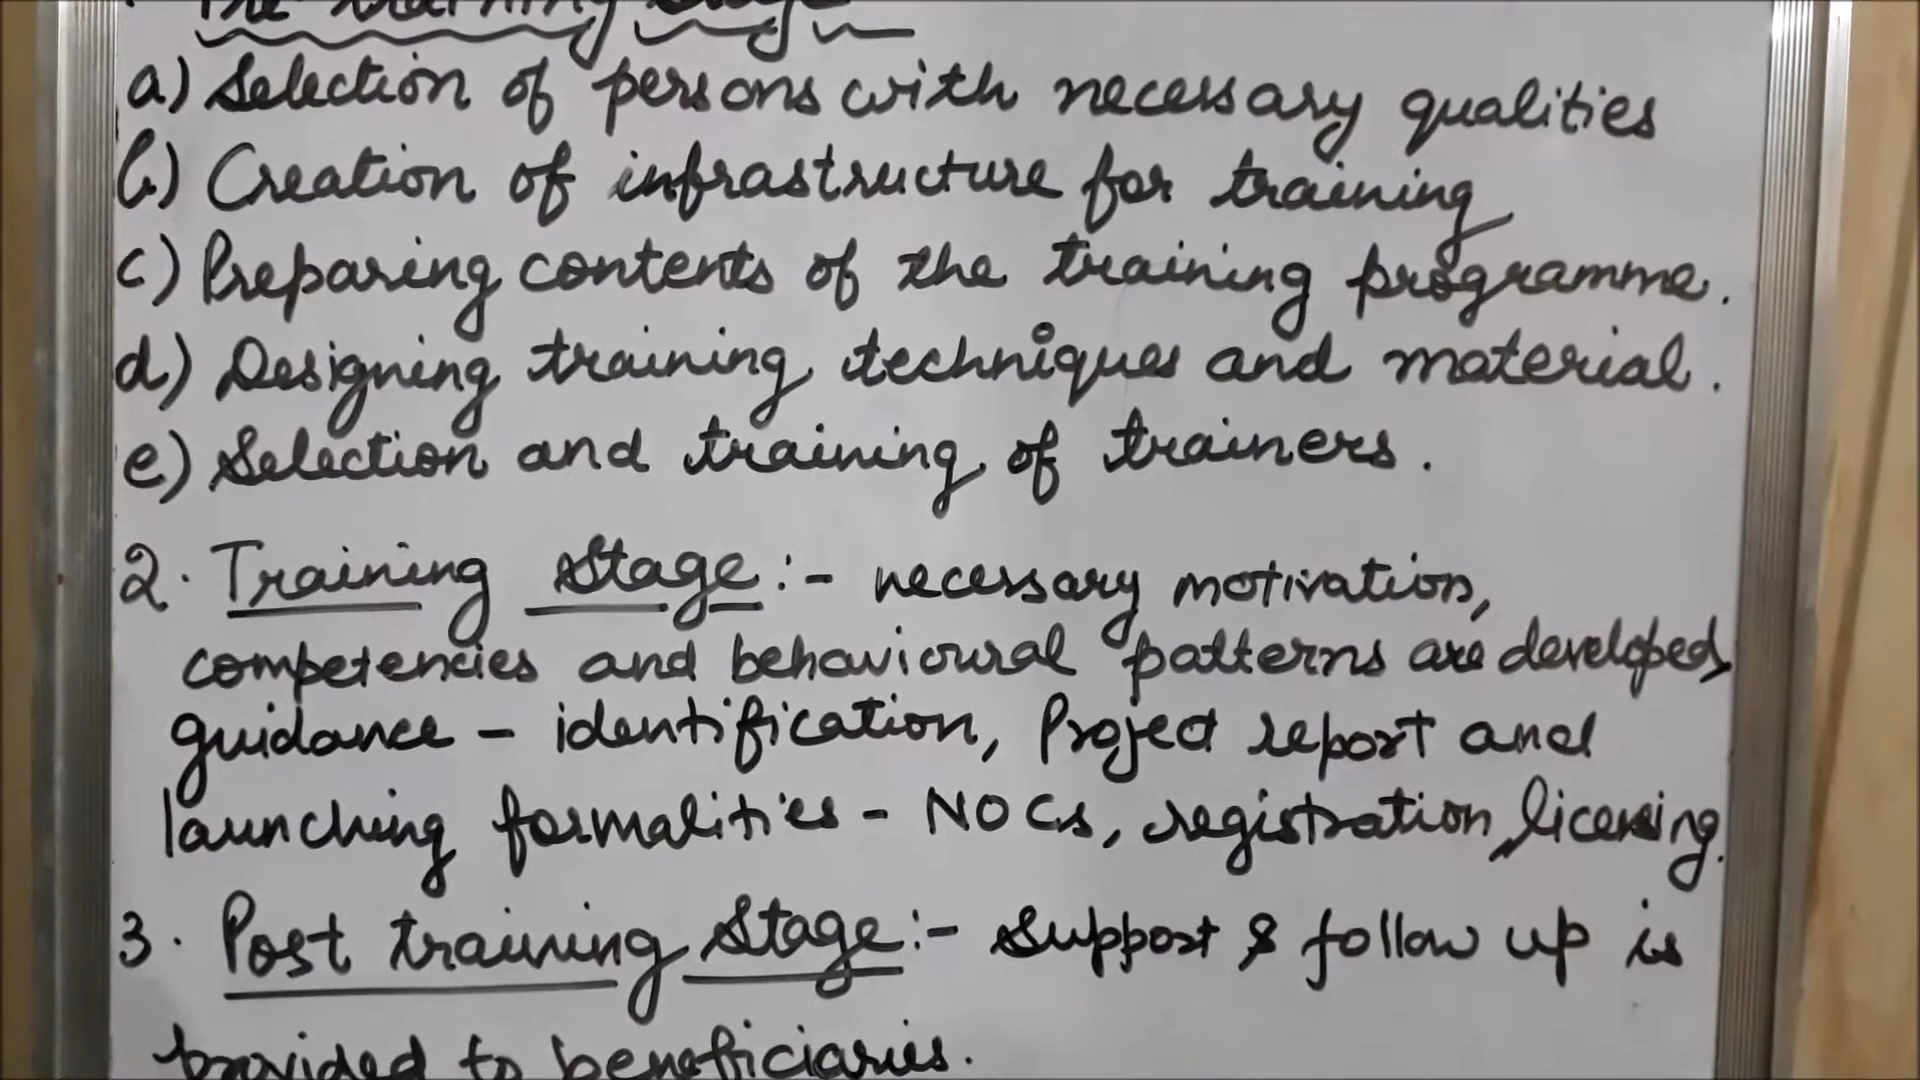 Pre training stage
a) Selection of persons with necessary qualities
b) Creation of infrastructure for training
c) Preparing contents of the training programme.
d) Designing training techniques and material.
e) Selection and training of trainers.
2. Training Stage :- necessary motivation,
competencies and behavioural patterns are developed,
guidance - identification, Project report and
launching formalities - NOCs, registration, licensing.
3. Post training Stage :- Support & follow up is
provided to beneficiaries.